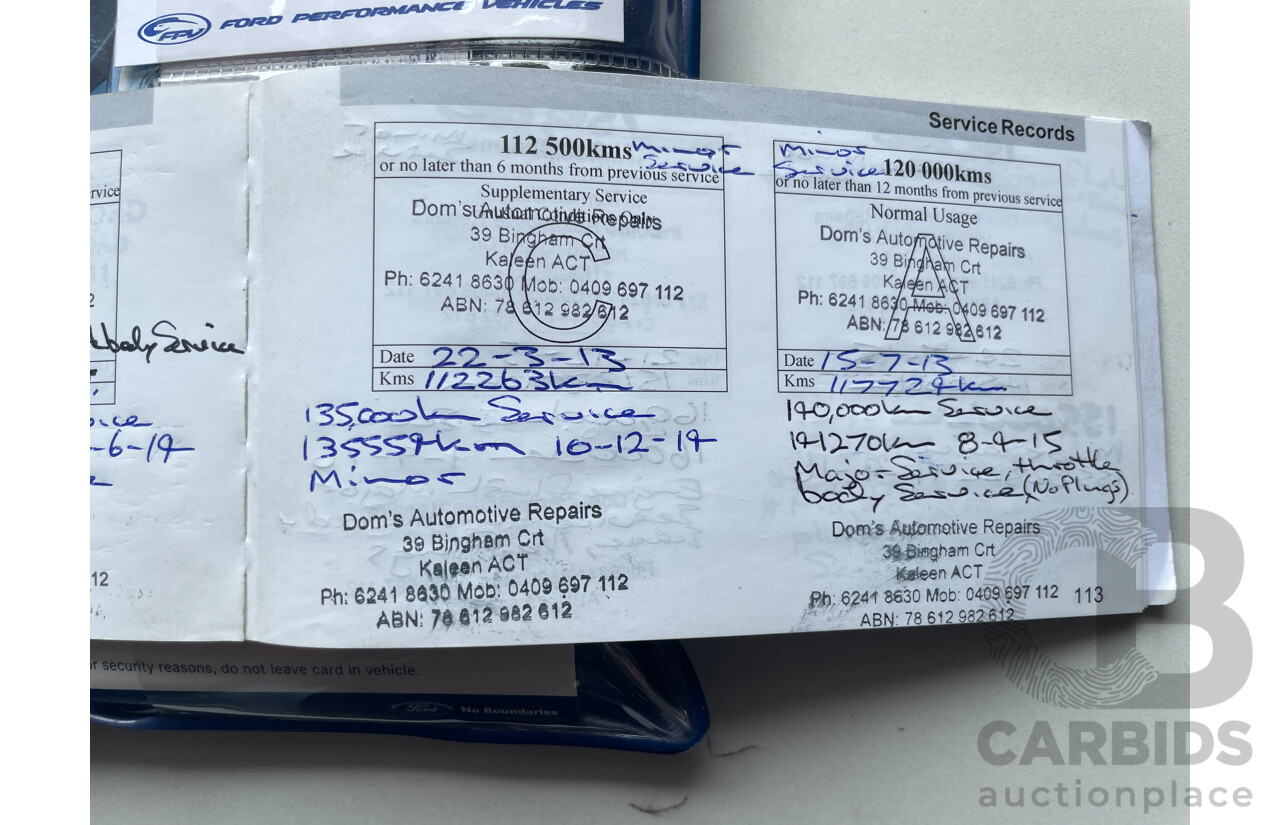 FPV FORD PERFORMANCE VEHICLES
Service Records
rvice
2
body Service
-6-14
12
112 500kms Minor
Service
or no later than 6 months from previous service
Supplementary Service
Unusual Conditions Only
C
Dom's Automotive Repairs
39 Bingham Crt
Kaleen ACT
Ph: 6241 8630 Mob: 0409 697 112
ABN: 78 612 982 612
Date 22-3-13
Kms 112263km
135,000km Service
135559km 10-12-14
Minor
Dom's Automotive Repairs
39 Bingham Crt
Kaleen ACT
Ph: 6241 8630 Mob: 0409 697 112
ABN: 78 612 982 612
Minor
Service 120 000kms
or no later than 12 months from previous service
Normal Usage
A
Dom's Automotive Repairs
39 Bingham Crt
Kaleen ACT
Ph: 6241 8630 Mob: 0409 697 112
ABN: 78 612 982 612
Date 15-7-13
Kms 117724km
140,000km Service
141270km 8-4-15
Major Service, throttle
body Service, (No Plugs)
Dom's Automotive Repairs
39 Bingham Crt
Kaleen ACT
Ph: 6241 8630 Mob: 0409 697 112
ABN: 78 612 982 612
113
r security reasons, do not leave card in vehicle.
Ford No Boundaries
CARBIDS
auctionplace